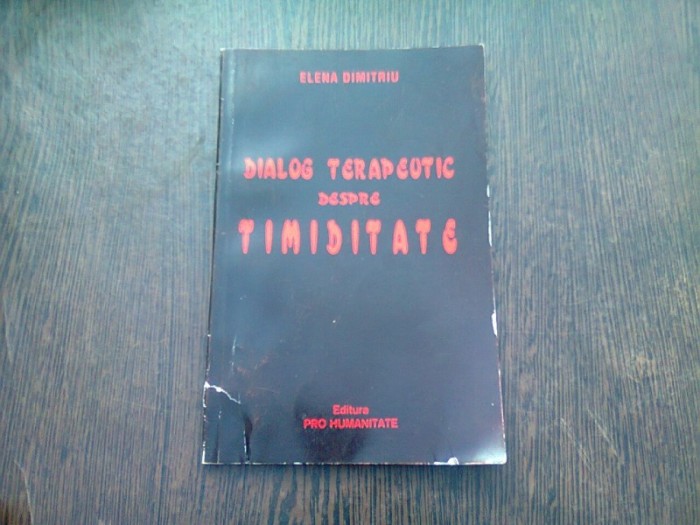 ELENA DIMITRIU
DIALOG TERAPEUTIC
DESPRE
TIMIDITATE
Editura
PRO HUMANITATE